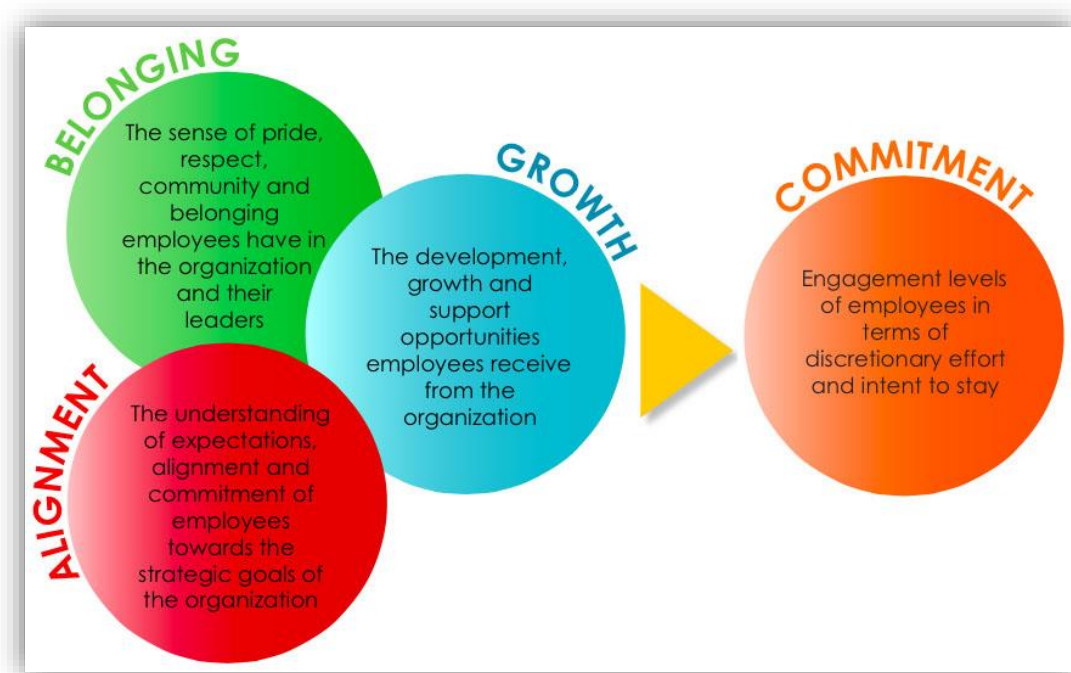 BELONGING
The sense of pride,
respect,
community and
belonging
employees have in
the organization
and their
leaders
GROWTH
The development,
growth and
support
opportunities
employees receive
from the
organization
ALIGNMENT
The understanding
of expectations,
alignment and
commitment of
employees
towards the
strategic goals of
the organization
COMMITMENT
Engagement levels
of employees in
terms of
discretionary effort
and intent to stay